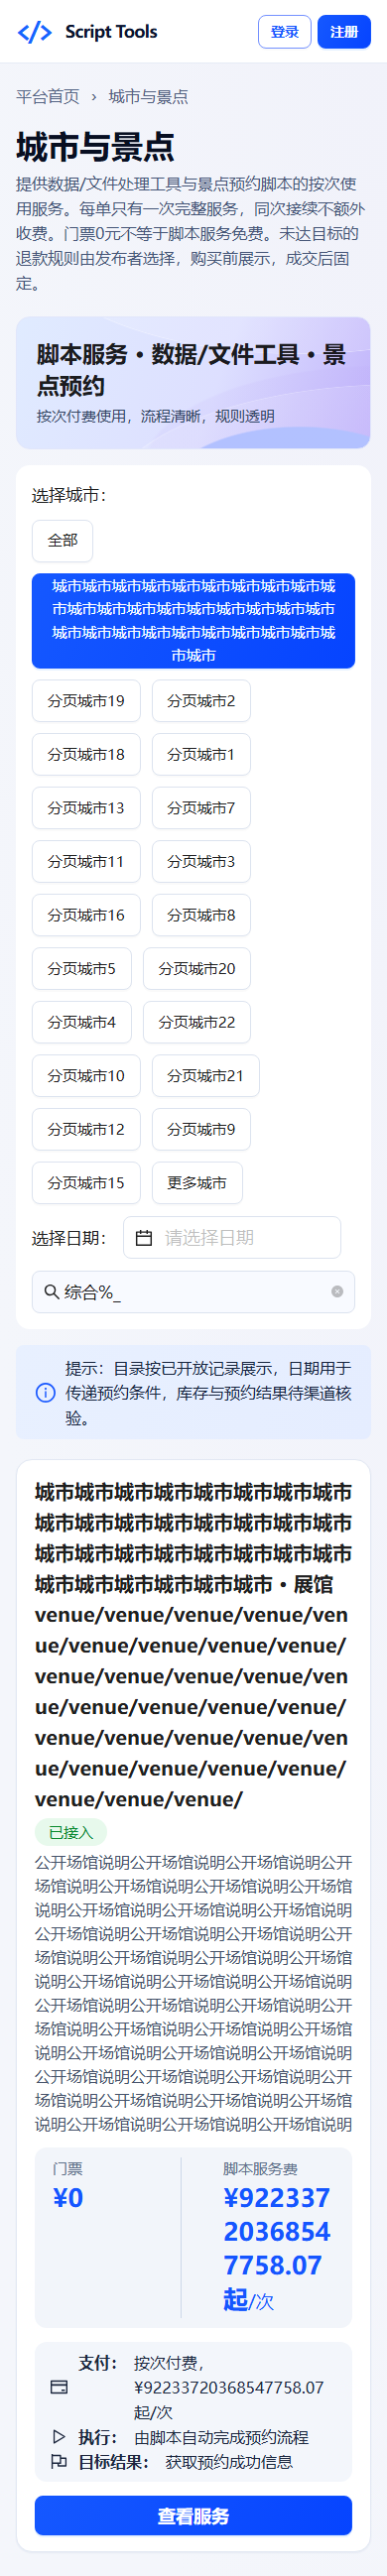 Script Tools
登录
注册
平台首页 › 城市与景点
城市与景点
提供数据/文件处理工具与景点预约脚本的按次使
用服务。每单只有一次完整服务，同次接续不额外
收费。门票0元不等于脚本服务免费。未达目标的
退款规则由发布者选择，购买前展示，成交后固
定。
脚本服务・数据/文件工具・景
点预约
按次付费使用，流程清晰，规则透明
选择城市：
全部
城市城市城市城市城市城市城市城市城市城
市城市城市城市城市城市城市城市城市城市
城市城市城市城市城市城市城市城市城市城
市城市
分页城市19 分页城市2
分页城市18 分页城市1
分页城市13 分页城市7
分页城市11 分页城市3
分页城市16 分页城市8
分页城市5 分页城市20
分页城市4 分页城市22
分页城市10 分页城市21
分页城市12 分页城市9
分页城市15 更多城市
选择日期： 请选择日期
综合%_
提示：目录按已开放记录展示，日期用于
传递预约条件，库存与预约结果待渠道核
验。
城市城市城市城市城市城市城市城市
城市城市城市城市城市城市城市城市
城市城市城市城市城市城市城市城市
城市城市城市城市城市城市・展馆
venue/venue/venue/venue/ven
ue/venue/venue/venue/venue/
venue/venue/venue/venue/ven
ue/venue/venue/venue/venue/
venue/venue/venue/venue/ven
ue/venue/venue/venue/venue/
venue/venue/venue/
已接入
公开场馆说明公开场馆说明公开场馆说明公开
场馆说明公开场馆说明公开场馆说明公开场馆
说明公开场馆说明公开场馆说明公开场馆说明
公开场馆说明公开场馆说明公开场馆说明公开
场馆说明公开场馆说明公开场馆说明公开场馆
说明公开场馆说明公开场馆说明公开场馆说明
公开场馆说明公开场馆说明公开场馆说明公开
场馆说明公开场馆说明公开场馆说明公开场馆
说明公开场馆说明公开场馆说明公开场馆说明
公开场馆说明公开场馆说明公开场馆说明公开
场馆说明公开场馆说明公开场馆说明公开场馆
说明公开场馆说明公开场馆说明公开场馆说明
门票
¥0
脚本服务费
¥922337
2036854
7758.07
起/次
支付： 按次付费，
¥92233720368547758.07
起/次
执行： 由脚本自动完成预约流程
目标结果： 获取预约成功信息
查看服务